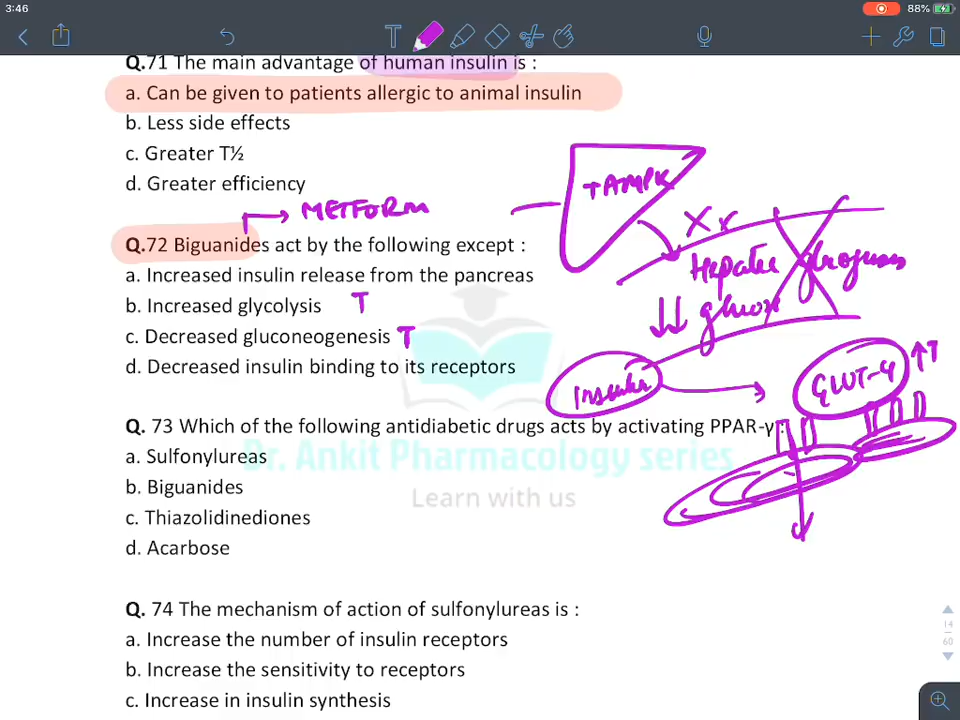 3:46
88%
T
Q.71 The main advantage of human insulin is :
a. Can be given to patients allergic to animal insulin
b. Less side effects
c. Greater T½
d. Greater efficiency
METFORM
↑AMPK
Q.72 Biguanides act by the following except :
a. Increased insulin release from the pancreas
b. Increased glycolysis T
c. Decreased gluconeogenesis T
d. Decreased insulin binding to its receptors
Hepatic
↓↓ glucose
Insulin
GLUT-4 ↑↑
Q. 73 Which of the following antidiabetic drugs acts by activating PPAR-γ :
a. Sulfonylureas
b. Biguanides
c. Thiazolidinediones
d. Acarbose
Dr. Ankit Pharmacology series
Learn with us
Q. 74 The mechanism of action of sulfonylureas is :
a. Increase the number of insulin receptors
b. Increase the sensitivity to receptors
c. Increase in insulin synthesis
14
60